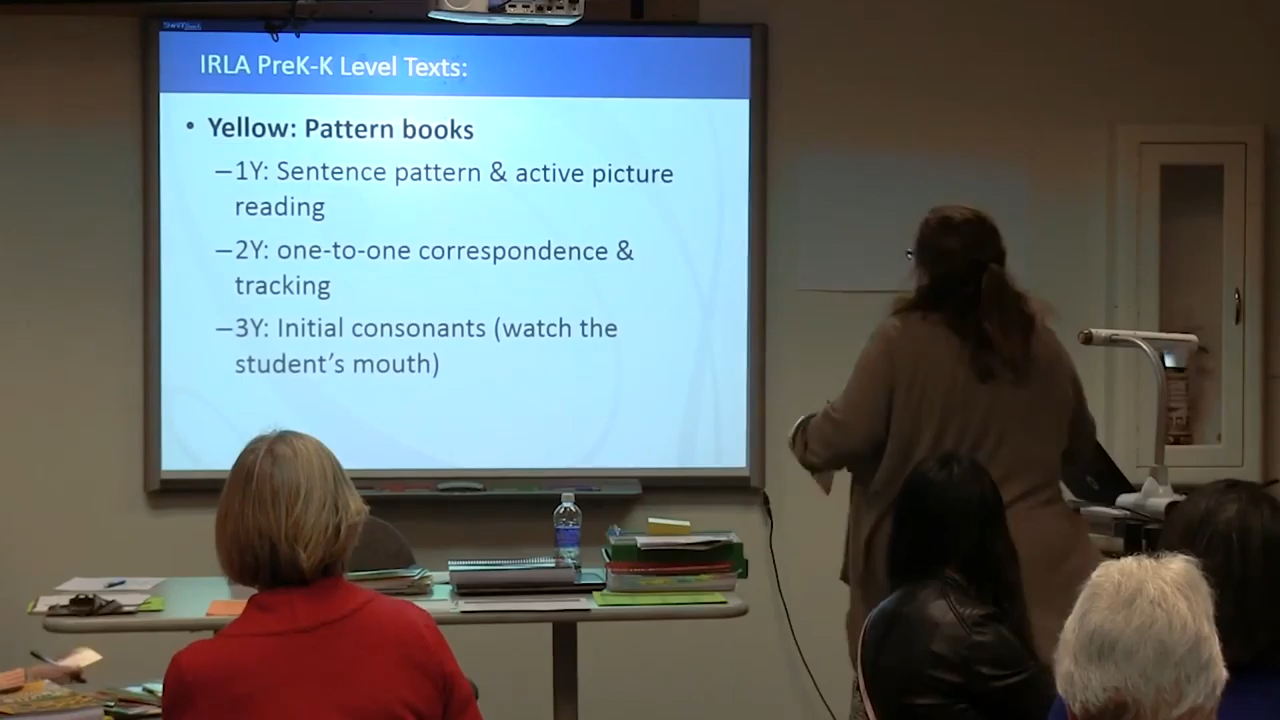 IRLA PreK-K Level Texts:
• Yellow: Pattern books
–1Y: Sentence pattern & active picture
reading
–2Y: one-to-one correspondence &
tracking
–3Y: Initial consonants (watch the
student's mouth)